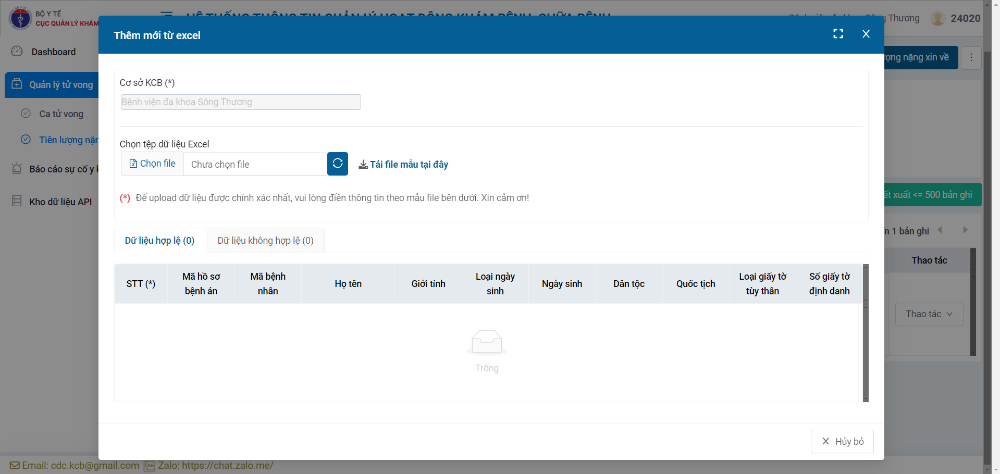 BỘ Y TẾ
CỤC QUẢN LÝ KHÁM
HỆ THỐNG THÔNG TIN QUẢN LÝ HOẠT ĐỘNG KHÁM BỆNH, CHỮA BỆNH
Thương
24020
Dashboard
Quản lý tử vong
Ca tử vong
Tiên lượng nặn
Báo cáo sự cố y k
Kho dữ liệu API
ợng nặng xin về
ết xuất <= 500 bản ghi
n 1 bản ghi
Thao tác
Thao tác
Thêm mới từ excel
Cơ sở KCB (*)
Bệnh viện đa khoa Sông Thương
Chọn tệp dữ liệu Excel
Chọn file
Chưa chọn file
Tải file mẫu tại đây
(*) Để upload dữ liệu được chính xác nhất, vui lòng điền thông tin theo mẫu file bên dưới. Xin cảm ơn!
Dữ liệu hợp lệ (0)
Dữ liệu không hợp lệ (0)
STT (*)
Mã hồ sơ
bệnh án
Mã bệnh
nhân
Họ tên
Giới tính
Loại ngày
sinh
Ngày sinh
Dân tộc
Quốc tịch
Loại giấy tờ
tùy thân
Số giấy tờ
định danh
Trống
Hủy bỏ
Email: cdc.kcb@gmail.com
Zalo: https://chat.zalo.me/